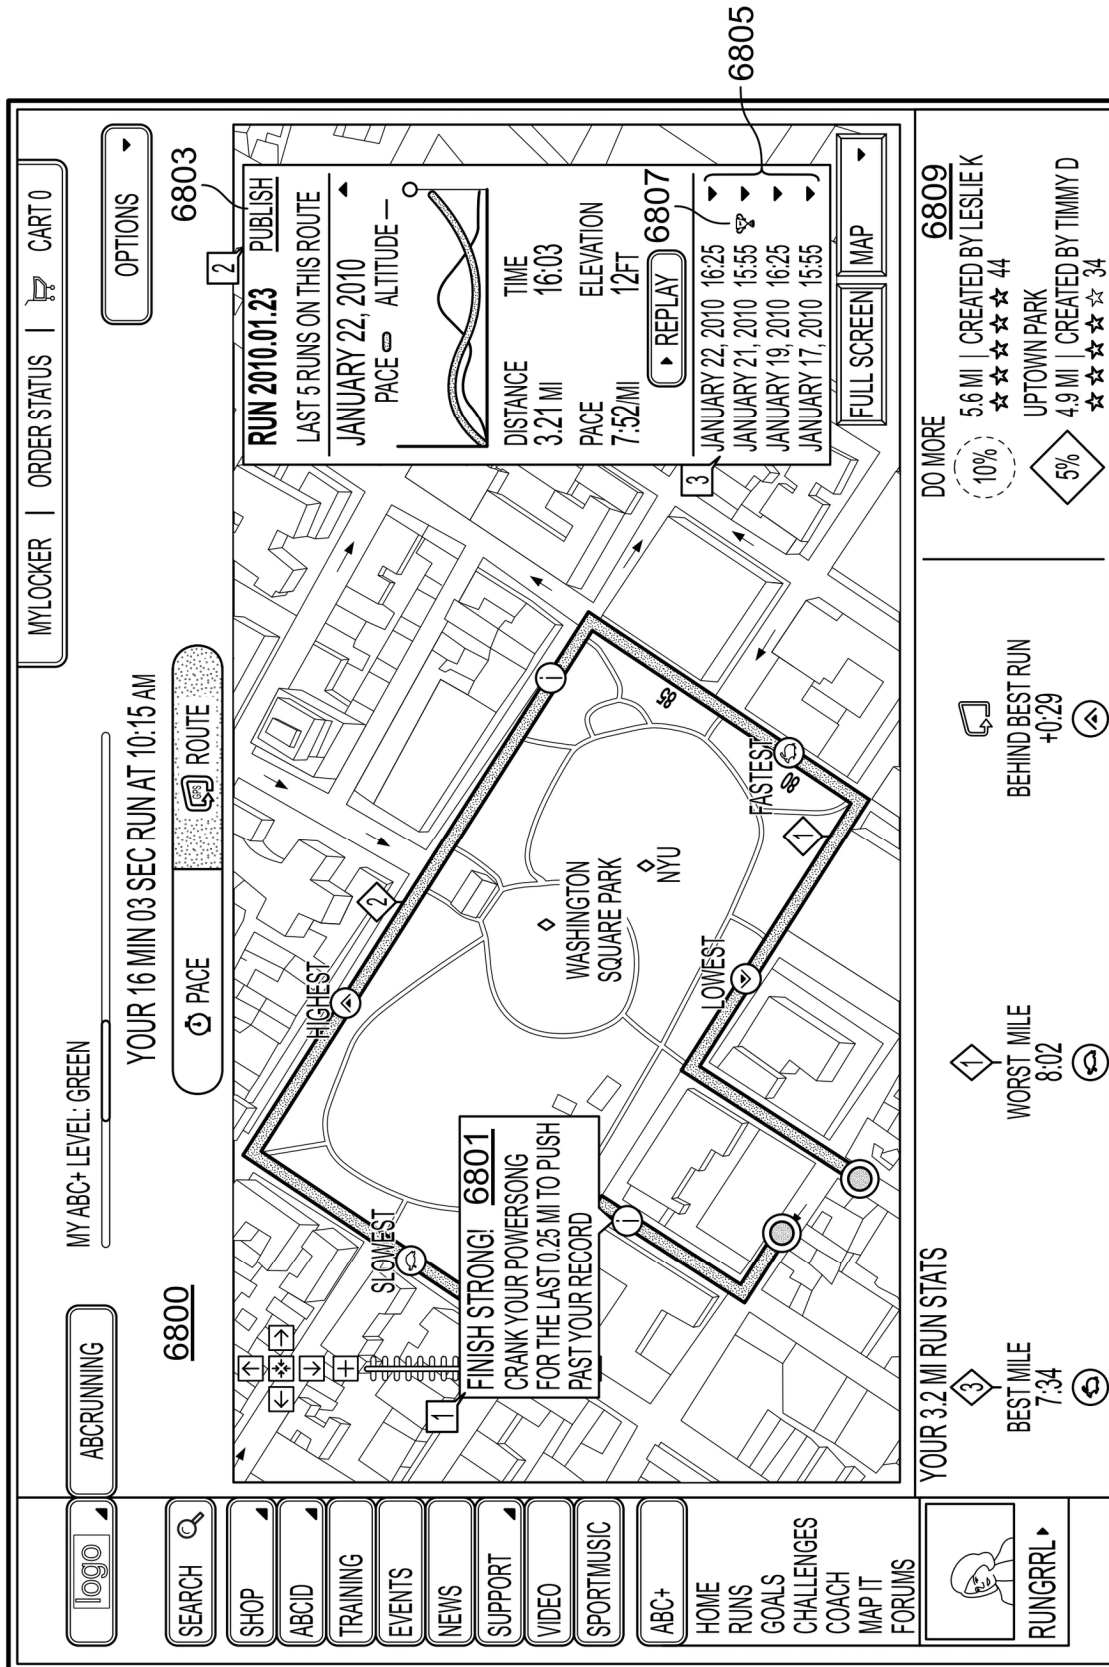 logo
ABCRUNNING
MY ABC+ LEVEL: GREEN
MYLOCKER | ORDER STATUS | CART 0
6800
YOUR 16 MIN 03 SEC RUN AT 10:15 AM
OPTIONS
PACE
GPS
ROUTE
6803
SEARCH
SHOP
ABCID
TRAINING
EVENTS
NEWS
SUPPORT
VIDEO
SPORTMUSIC
ABC+
HOME
RUNS
GOALS
CHALLENGES
COACH
MAP IT
FORUMS
RUNGRL
SLOWEST
HIGHEST
2
1
FINISH STRONG! 6801
CRANK YOUR POWERSONG
FOR THE LAST 0.25 MI TO PUSH
PAST YOUR RECORD
i
i
WASHINGTON
SQUARE PARK
NYU
LOWEST
1
FASTEST
80
85
2
RUN 2010.01.23 PUBLISH
LAST 5 RUNS ON THIS ROUTE
JANUARY 22, 2010
PACE ALTITUDE
DISTANCE TIME
3.21 MI 16:03
PACE ELEVATION
7:52/MI 12FT
REPLAY 6807
3
JANUARY 22, 2010 16:25
JANUARY 21, 2010 15:55
JANUARY 19, 2010 16:25
JANUARY 17, 2010 15:55
6805
FULL SCREEN MAP
YOUR 3.2 MI RUN STATS
3
BEST MILE
7:34
1
WORST MILE
8:02
BEHIND BEST RUN
+0:29
DO MORE 6809
10%
5.6 MI | CREATED BY LESLIE K
44
5%
UPTOWN PARK
4.9 MI | CREATED BY TIMMY D
34